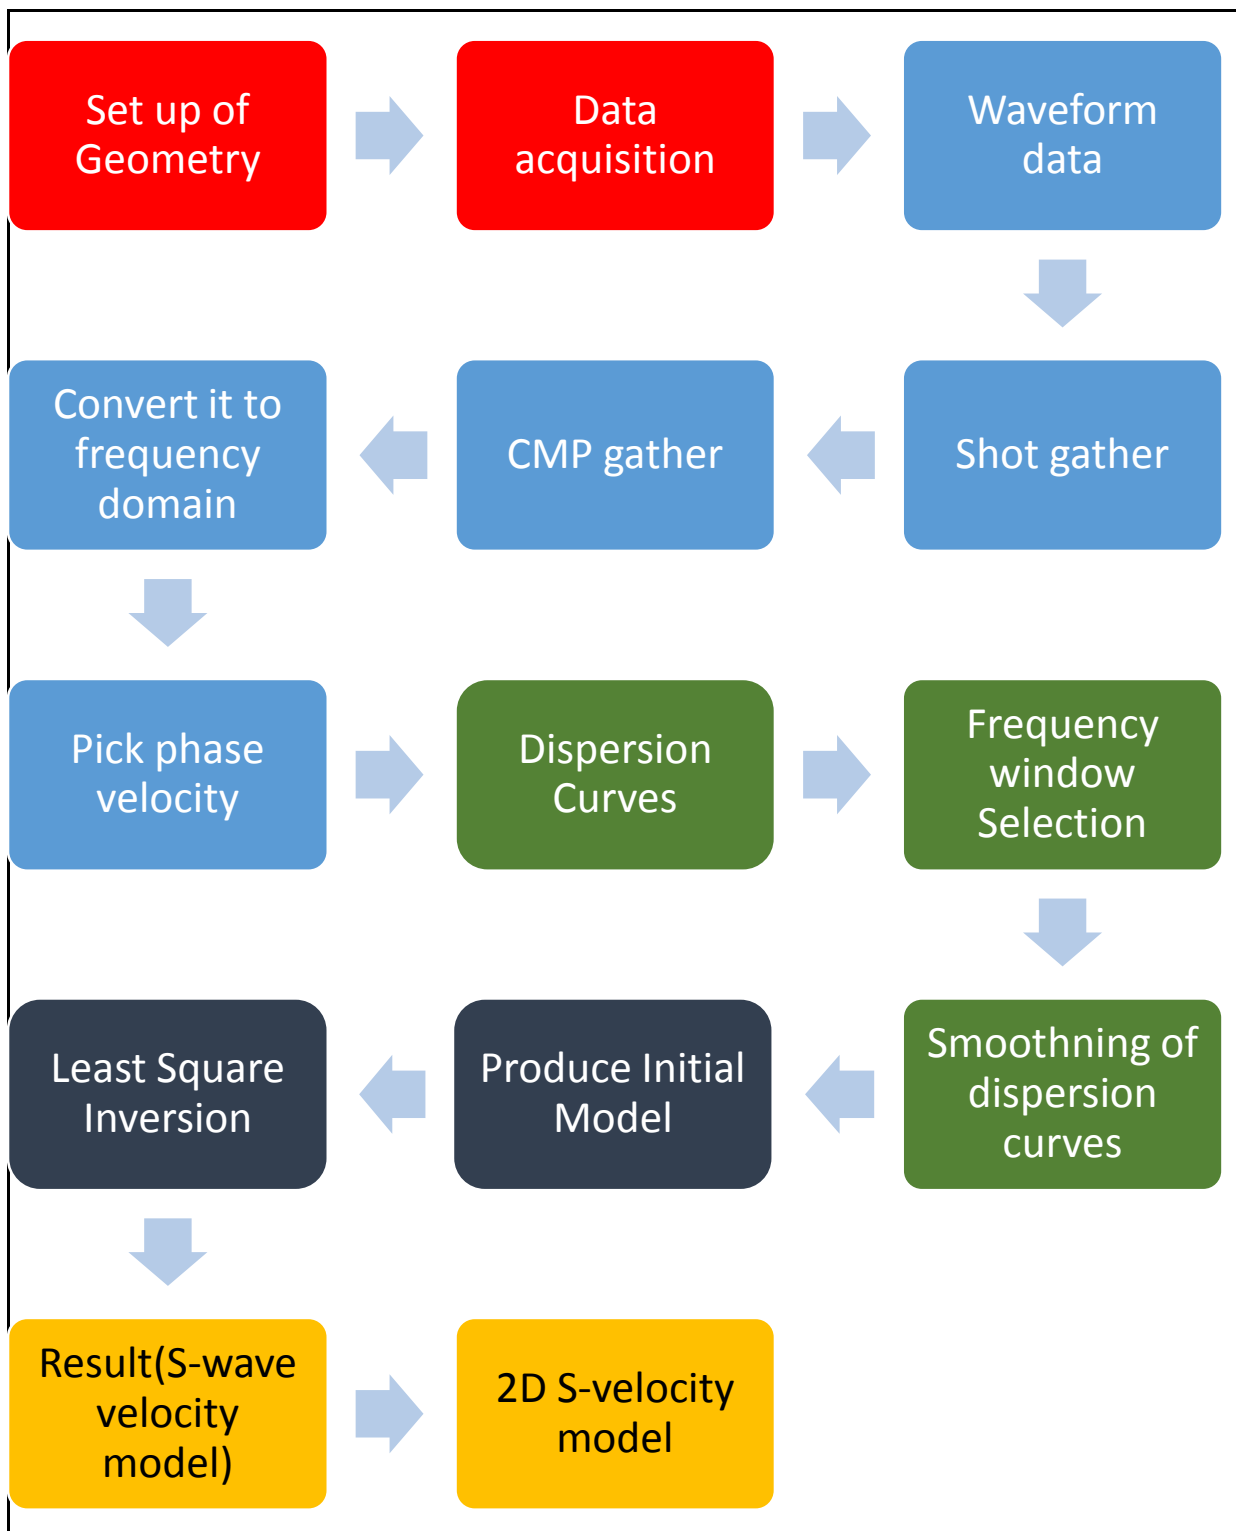 Set up of
Geometry
Data
acquisition
Waveform
data
Shot gather
CMP gather
Convert it to
frequency
domain
Pick phase
velocity
Dispersion
Curves
Frequency
window
Selection
Smoothning of
dispersion
curves
Produce Initial
Model
Least Square
Inversion
Result(S-wave
velocity
model)
2D S-velocity
model